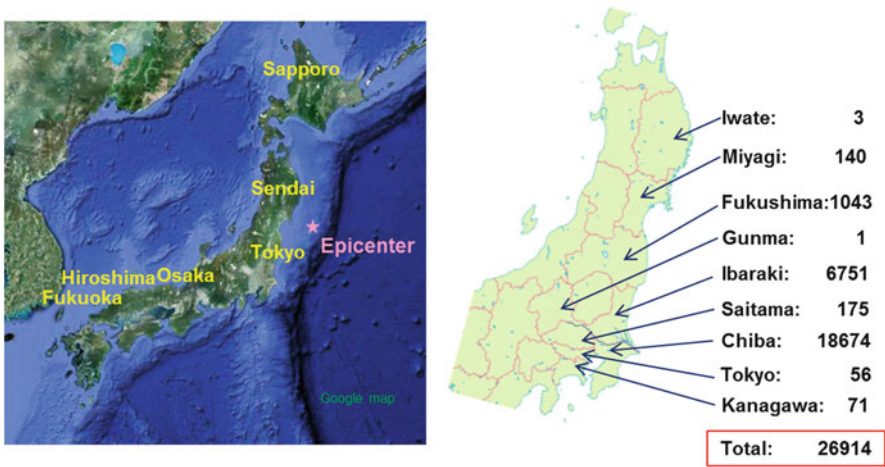 Sapporo
Sendai
Epicenter
Tokyo
Hiroshima Osaka
Fukuoka
Google map
Iwate: 3
Miyagi: 140
Fukushima:1043
Gunma: 1
Ibaraki: 6751
Saitama: 175
Chiba: 18674
Tokyo: 56
Kanagawa: 71
Total: 26914